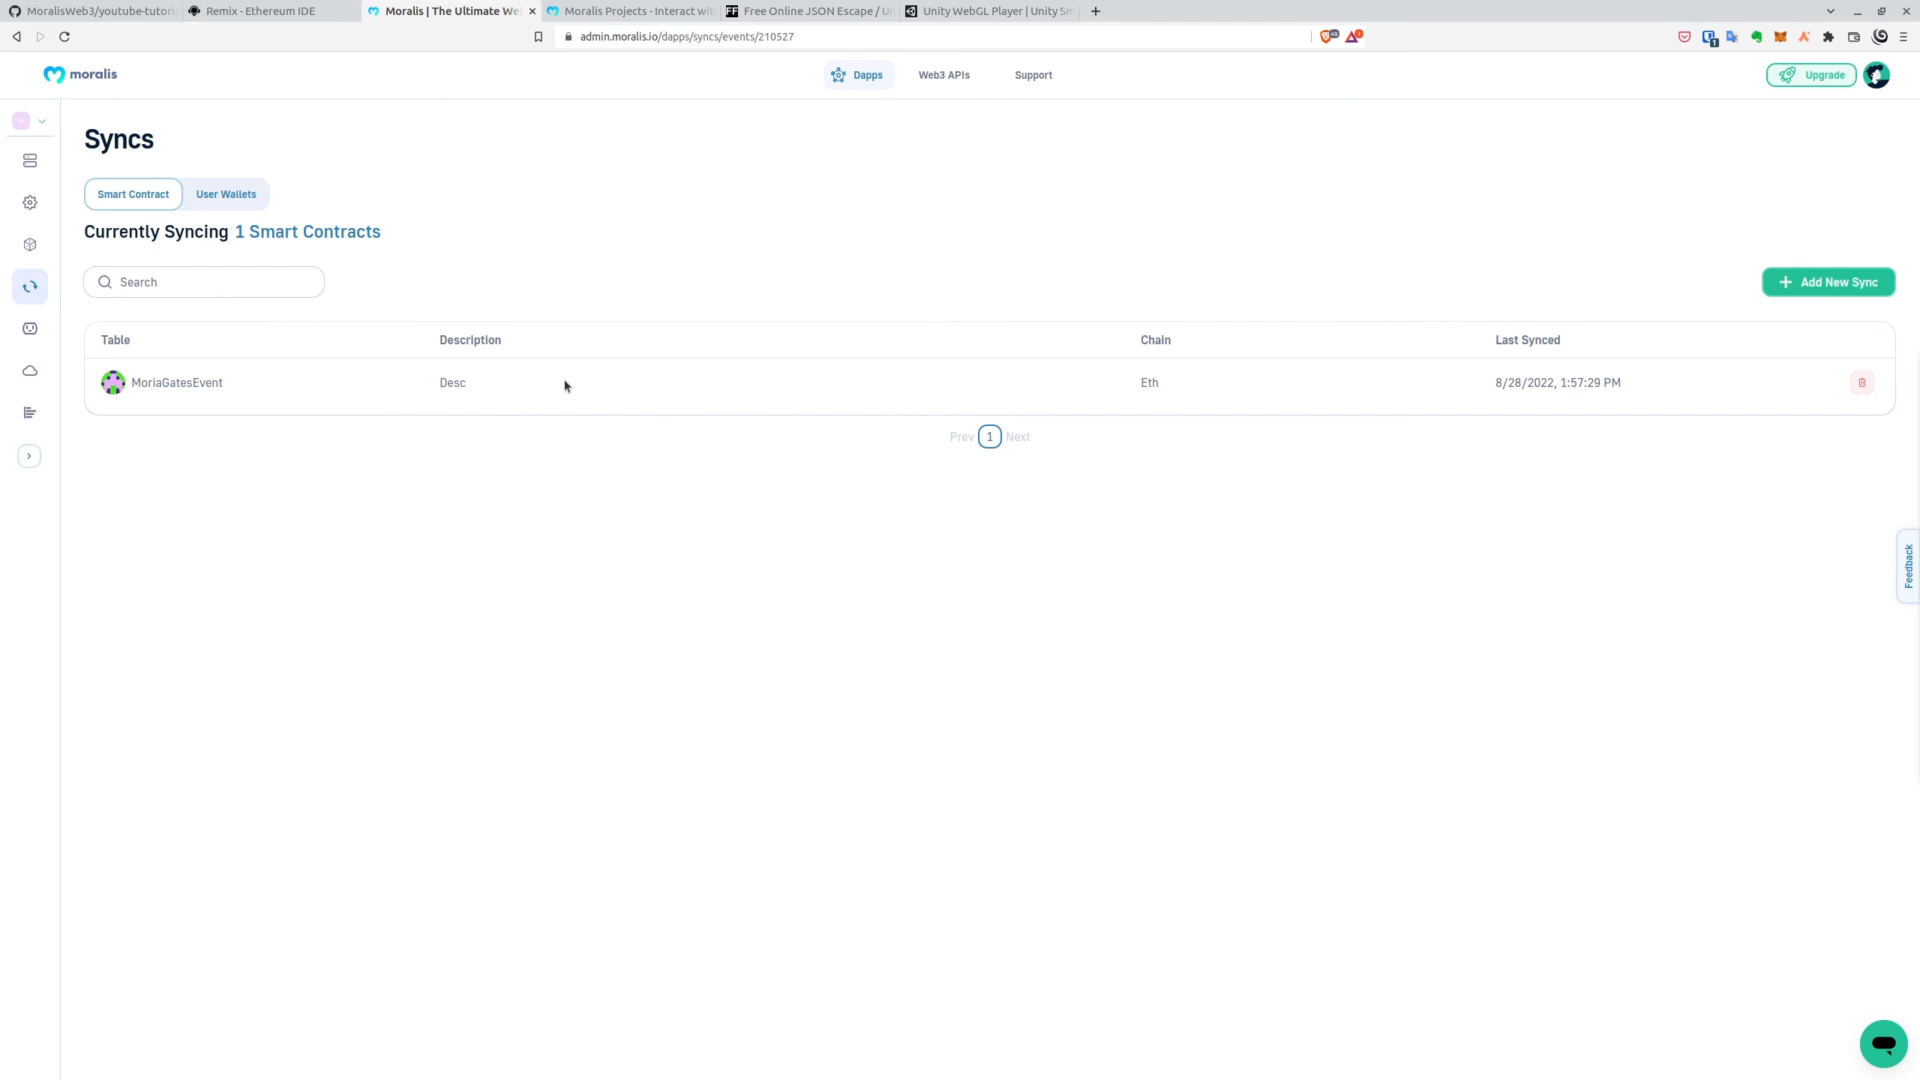 MoralisWeb3/youtube-tutori
Remix - Ethereum IDE
Moralis | The Ultimate We
Moralis Projects - Interact wit
Free Online JSON Escape / Un
Unity WebGL Player | Unity Sm
admin.moralis.io/dapps/syncs/events/210527
moralis
Dapps
Web3 APIs
Support
Upgrade
Syncs
Smart Contract
User Wallets
Currently Syncing 1 Smart Contracts
Search
Add New Sync
Table
Description
Chain
Last Synced
MoriaGatesEvent
Desc
Eth
8/28/2022, 1:57:29 PM
Prev 1 Next
Feedback